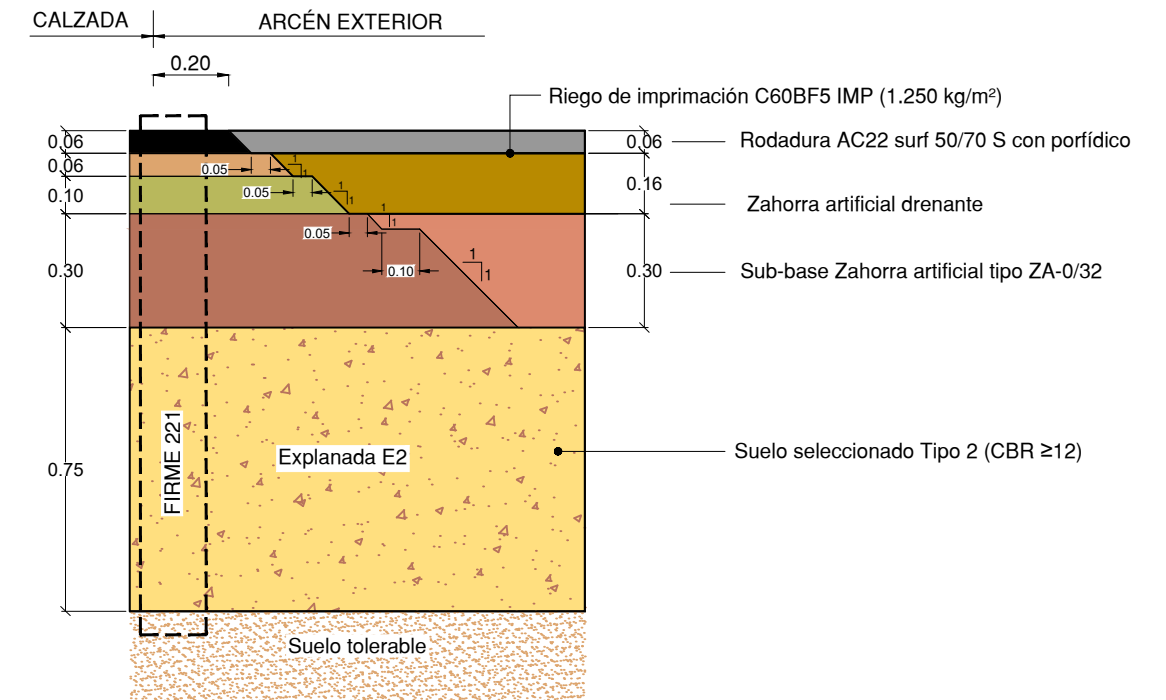 CALZADA
ARCÉN EXTERIOR
0.20
Riego de imprimación C60BF5 IMP (1.250 kg/m²)
0.06
0.06
Rodadura AC22 surf 50/70 S con porfídico
0.06
0.05
1
1
0.16
0.10
0.05
1
1
Zahorra artificial drenante
0.05
1
1
0.30
0.10
1
1
0.30
Sub-base Zahorra artificial tipo ZA-0/32
0.75
FIRME 221
Explanada E2
Suelo seleccionado Tipo 2 (CBR ≥12)
Suelo tolerable